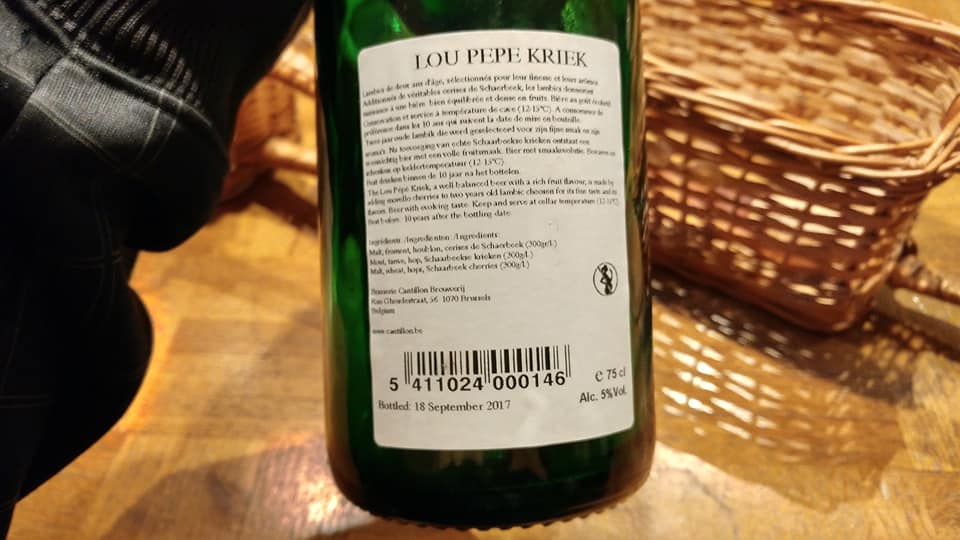 LOU PEPE KRIEK
Lambics de deux ans d'âge, sélectionnés pour leur finesse et leurs arômes
Additionnés de véritables cerises de Schaerbeek, les lambics donneront
naissance à une bière bien équilibrée et dense en fruits. Bière au goût évolutif.
Conservation et service à température de cave (12-15°C). A consommer de
préférence dans les 10 ans qui suivent la date de mise en bouteille.
Twee jaar oude lambik die werd geselecteerd voor zijn fijne smaak en zijn
aroma's. Na toevoeging van echte Schaarbeekse krieken ontstaat een
evenwichtig bier met een volle fruitsmaak. Bier met smaakevolutie. Bewaren en
schenken op keldertemperatuur (12-15°C).
Best drinken binnen de 10 jaar na het bottelen.
The Lou Pepe Kriek, a well-balanced beer with a rich fruit flavour, is made by
adding morello cherries to two years old lambic choosen for its fine taste and its
flavors. Beer with evoking taste. Keep and serve at cellar temperature (12-15°C).
Best before: 10 years after the bottling date.
Ingrédients: /Ingredienten: /Ingredients:
Malt, froment, houblon, cerises de Schaerbeek (300gr/l.)
Mout, tarwe, hop, Schaarbeekse krieken (300g/l.)
Malt, wheat, hops, Schaerbeek cherries (300g/l.)
Brasserie Cantillon Brouwerij
Rue Gheudestraat, 56 1070 Brussels
Belgium
www.cantillon.be
5 411024 000146
e 75 cl
Alc. 5%Vol.
Bottled: 18 September 2017